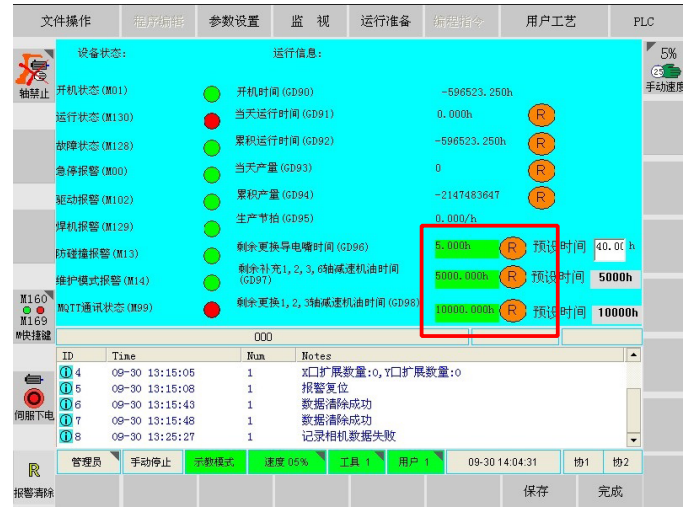 文件操作 程序编辑 参数设置 监 视 运行准备 编程指令 用户工艺 PLC
设备状态: 运行信息: 5%
25
轴禁止 手动速度
开机状态(M01) 开机时间(GD90) -596523.250h
运行状态(M130) 当天运行时间(GD91) 0.000h R
故障状态(M128) 累积运行时间(GD92) -596523.250h R
急停报警(M00) 当天产量(GD93) 0 R
驱动报警(M102) 累积产量(GD94) -2147483647 R
焊机报警(M129) 生产节拍(GD95) 0.000/h
防碰撞报警(M13) 剩余更换导电嘴时间(GD96) 5.000h R 预设时间 40.00 h
维护模式报警(M14) 剩余补充1,2,3,6轴减速机油时间(GD97) 5000.000h R 预设时间 5000h
MQTT通讯状态(M99) 剩余更换1,2,3轴减速机油时间(GD98) 10000.000h R 预设时间 10000h
M160
M169
M快捷键
000
ID Time Num Notes
4 09-30 13:15:05 1 X口扩展数量:0,Y口扩展数量:0
5 09-30 13:15:08 1 报警复位
6 09-30 13:15:43 1 数据清除成功
7 09-30 13:15:48 1 数据清除成功
8 09-30 13:25:27 1 记录相机数据失败
伺服下电
管理员 手动停止 示教模式 速度 05% 工具 1 用户 1 09-30 14:04:31 协1 协2
R
报警清除 保存 完成